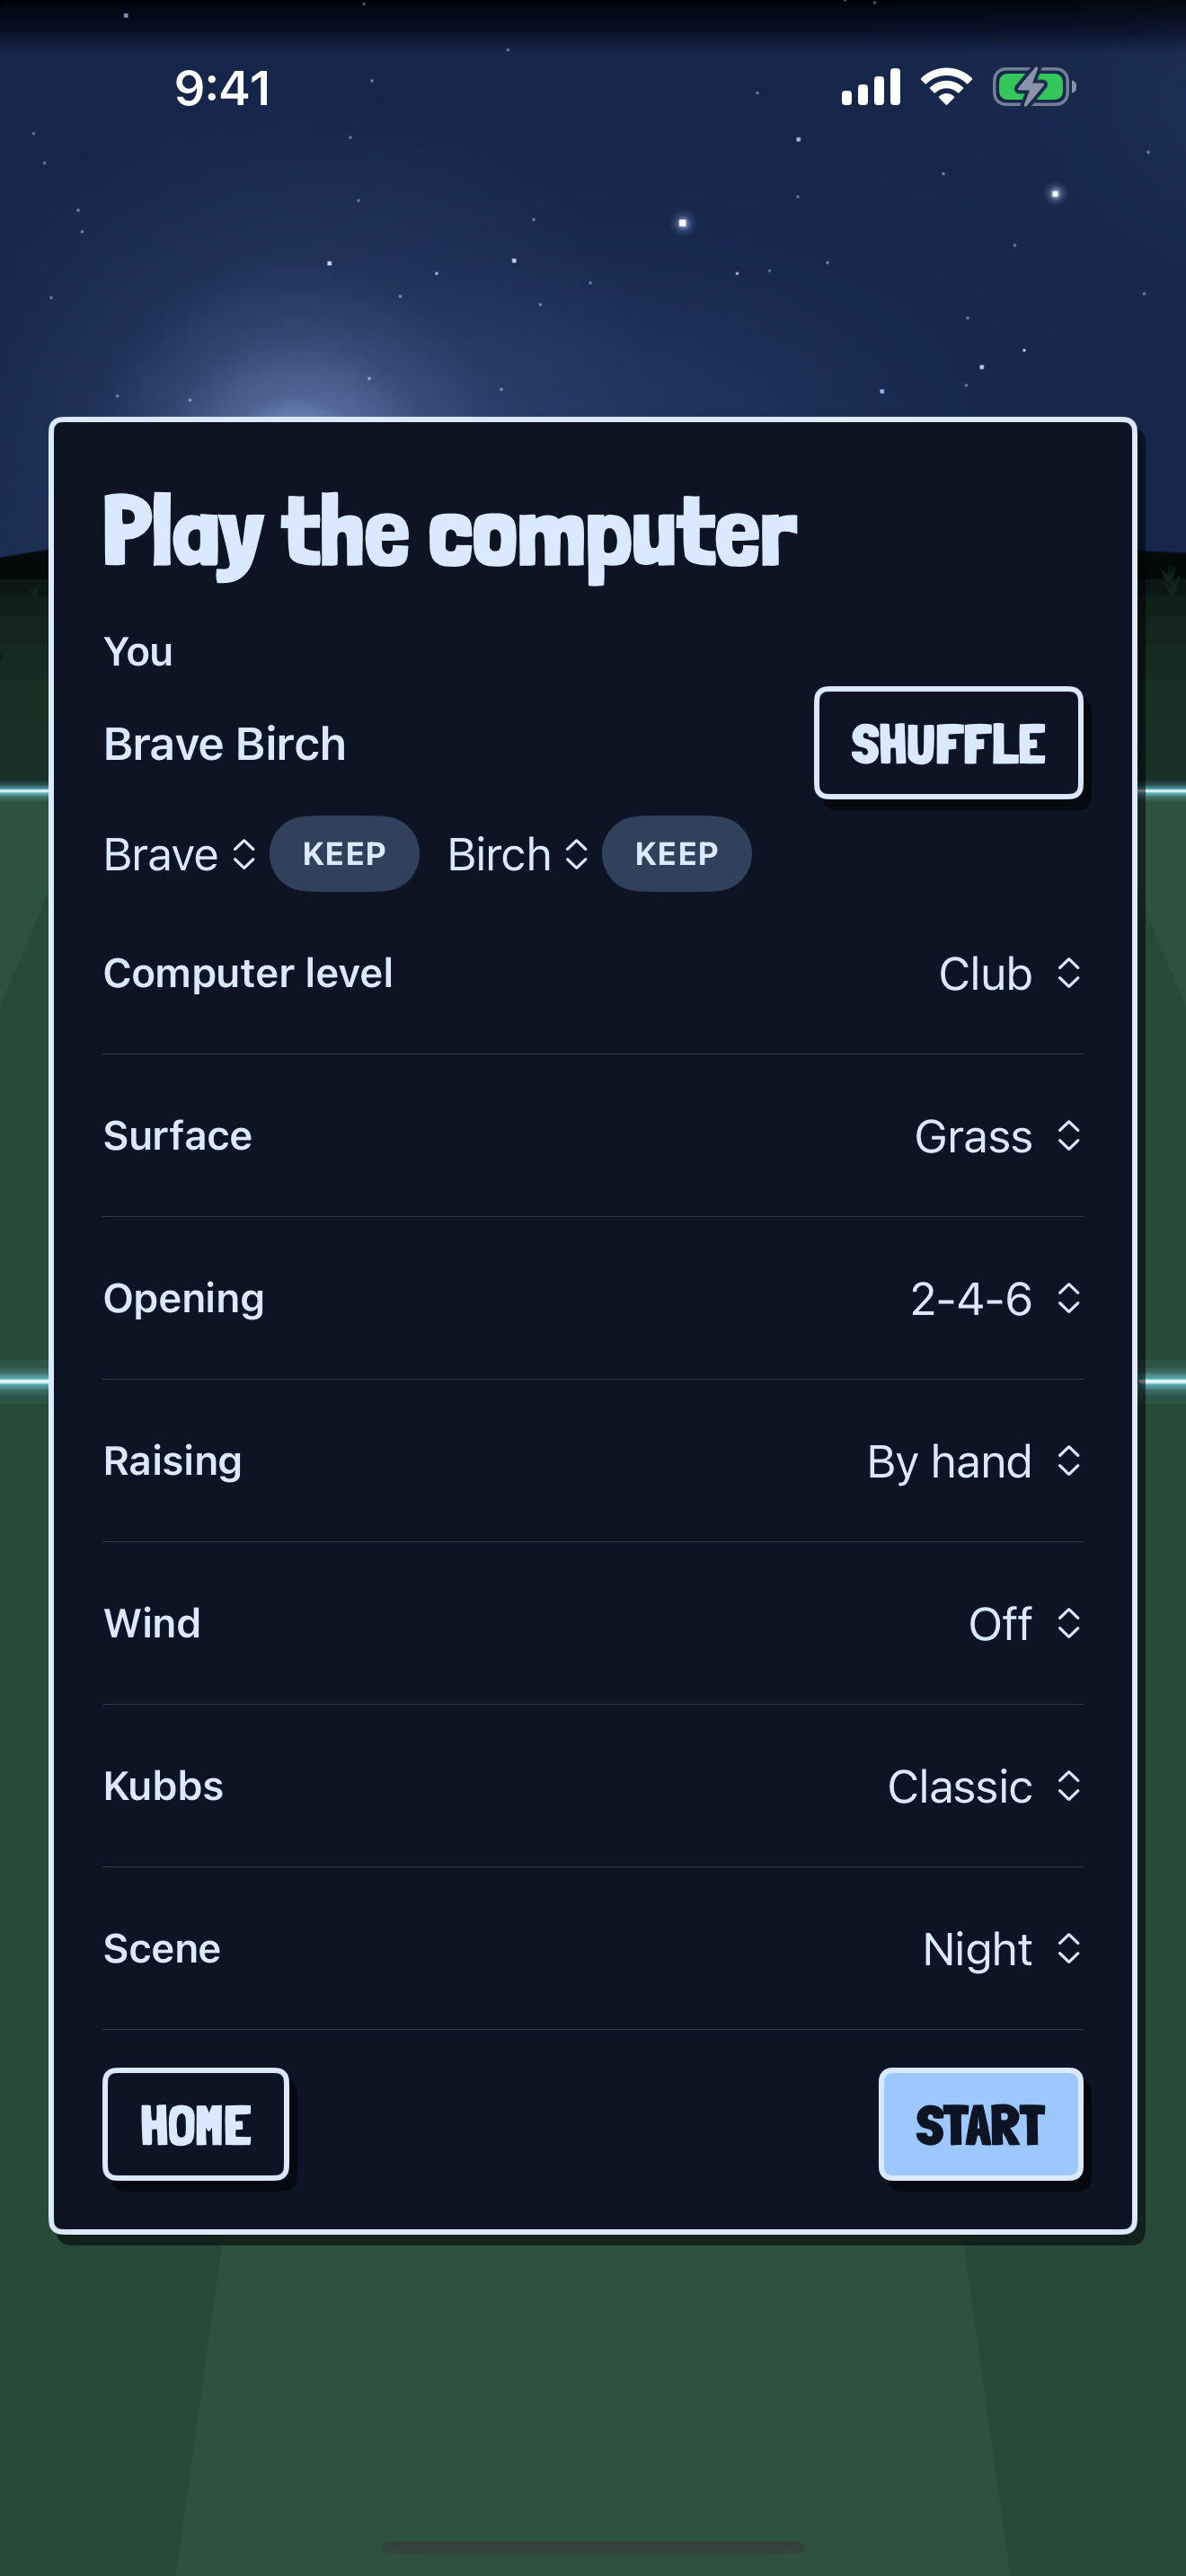 9:41
Play the computer
You
Brave Birch
SHUFFLE
Brave KEEP Birch KEEP
Computer level Club
Surface Grass
Opening 2-4-6
Raising By hand
Wind Off
Kubbs Classic
Scene Night
HOME START